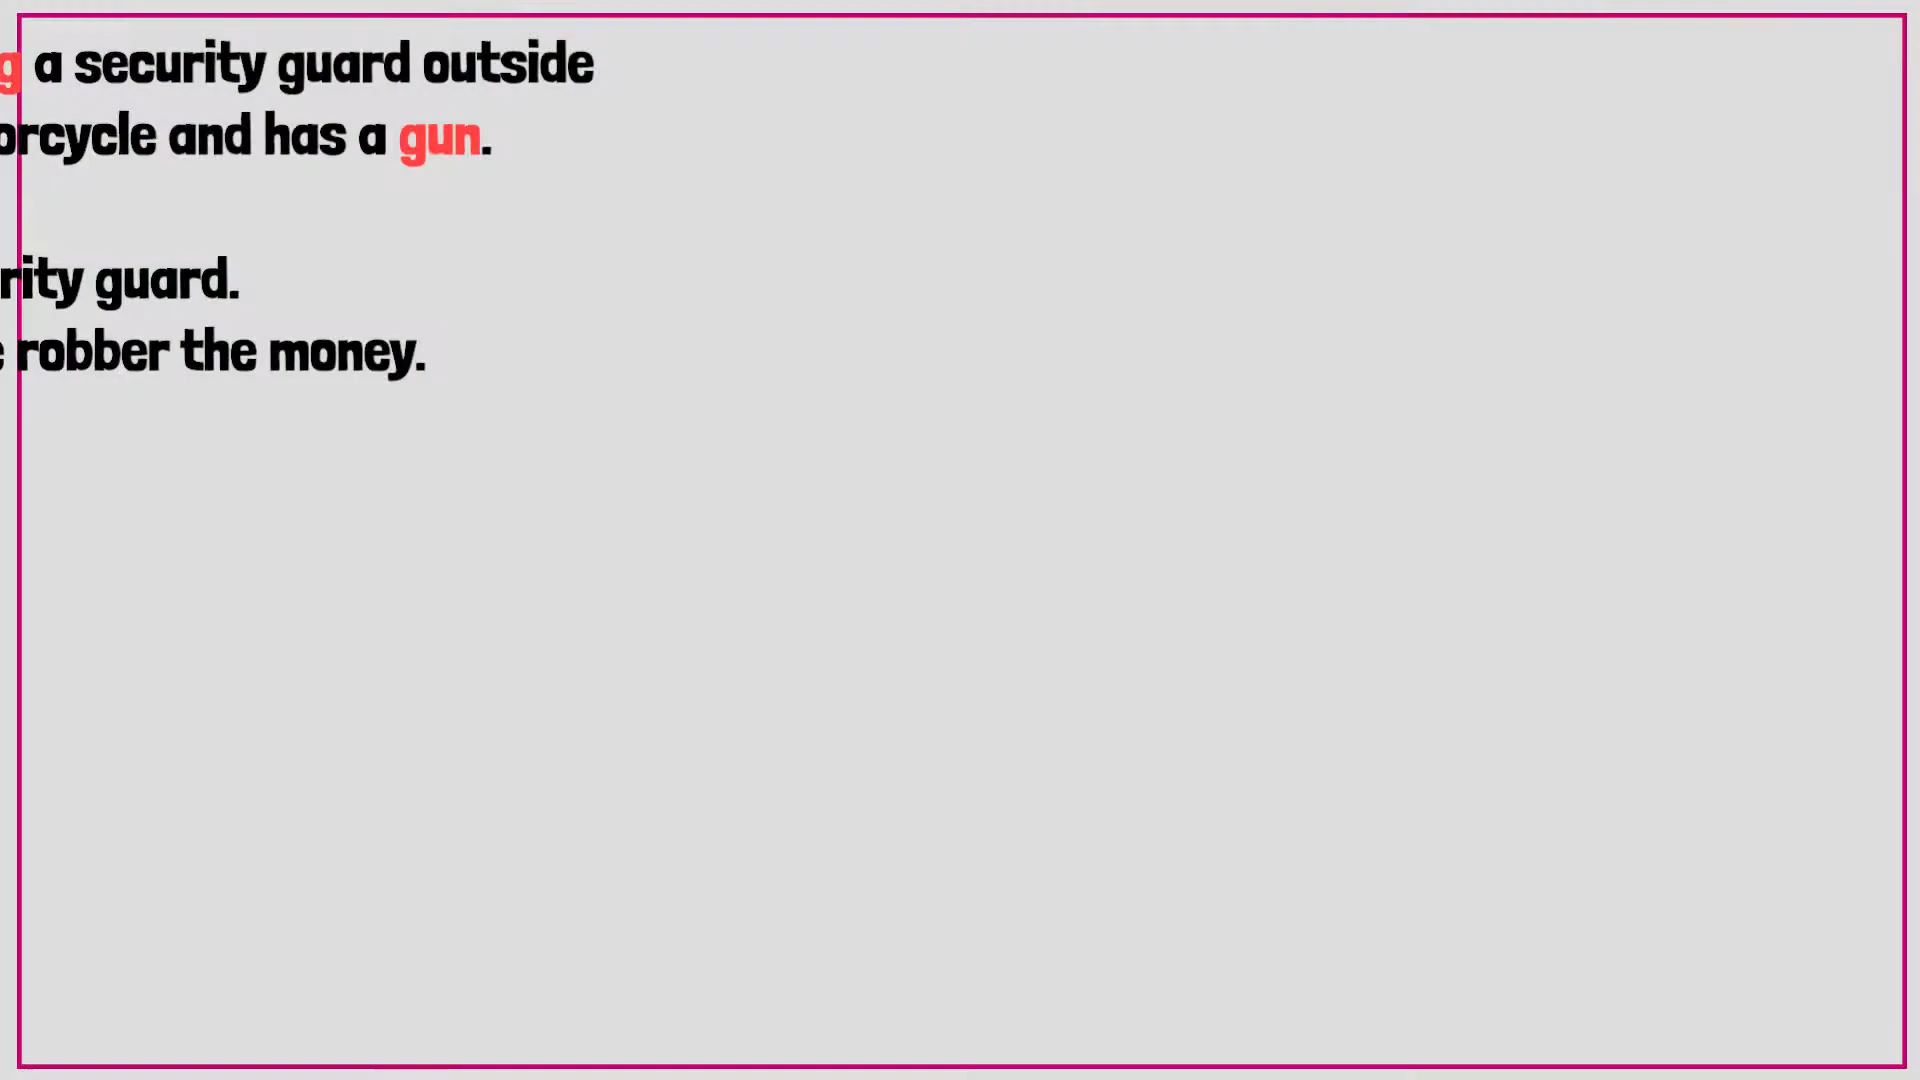 g a security guard outside
orcycle and has a gun.
rity guard.
e robber the money.